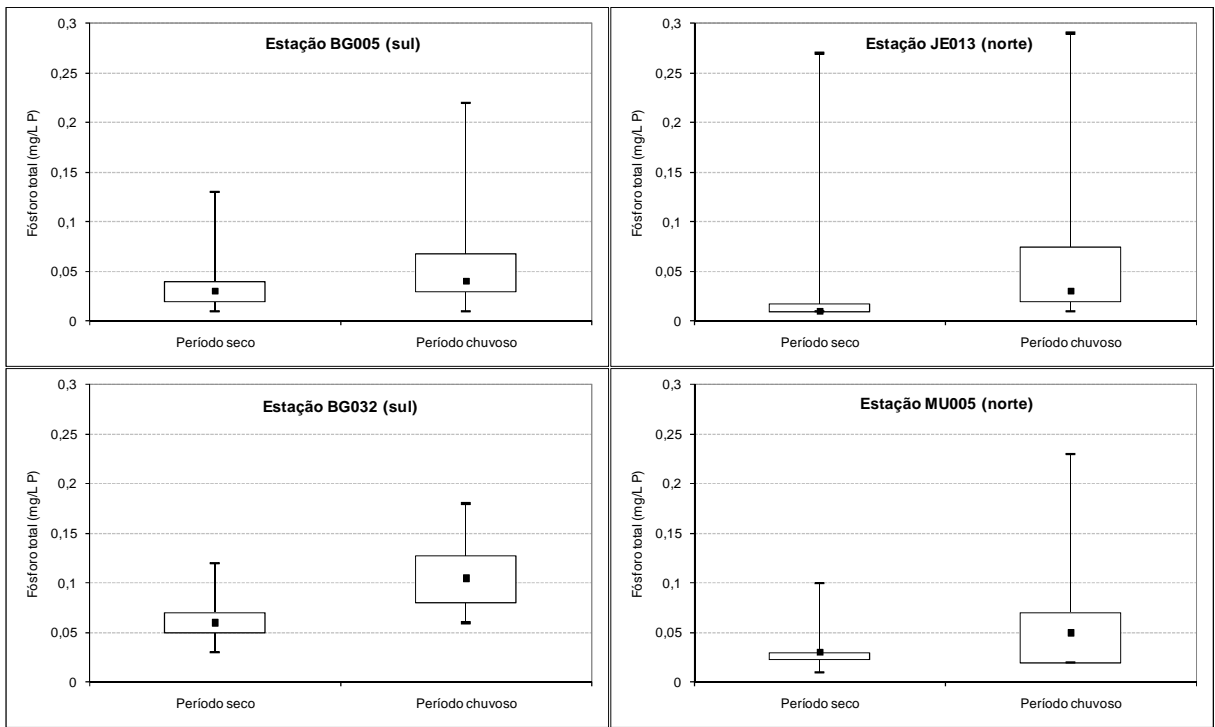 Estação BG005 (sul)
Fósforo total (mg/L P)
0,3
0,25
0,2
0,15
0,1
0,05
0
Período seco
Período chuvoso
Estação JE013 (norte)
Fósforo total (mg/L P)
0,3
0,25
0,2
0,15
0,1
0,05
0
Período seco
Período chuvoso
Estação BG032 (sul)
Fósforo total (mg/L P)
0,3
0,25
0,2
0,15
0,1
0,05
0
Período seco
Período chuvoso
Estação MU005 (norte)
Fósforo total (mg/L P)
0,3
0,25
0,2
0,15
0,1
0,05
0
Período seco
Período chuvoso